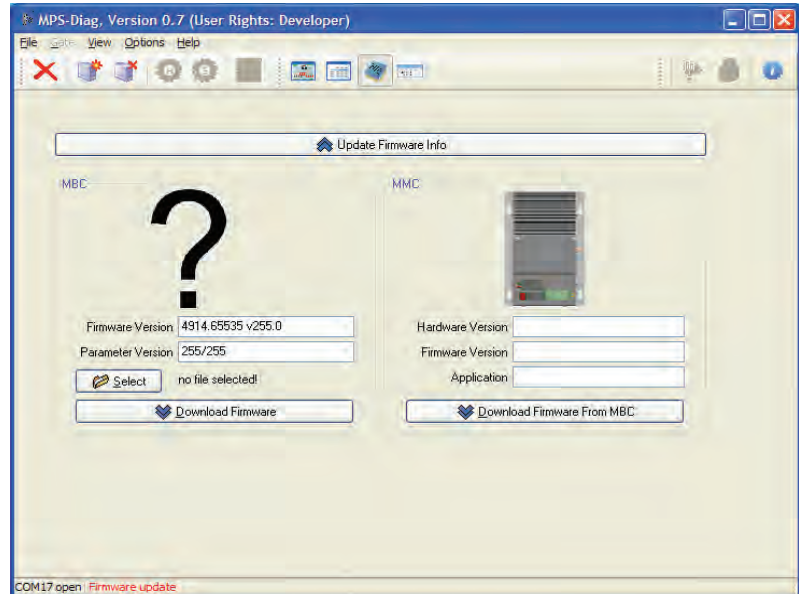 MPS-Diag, Version 0.7 (User Rights: Developer)
File Gate View Options Help
Update Firmware Info
MBC
MMC
?
Firmware Version 4914.65535 v255.0
Hardware Version
Parameter Version 255/255
Firmware Version
Select no file selected!
Application
Download Firmware
Download Firmware From MBC
COM17 open Firmware update